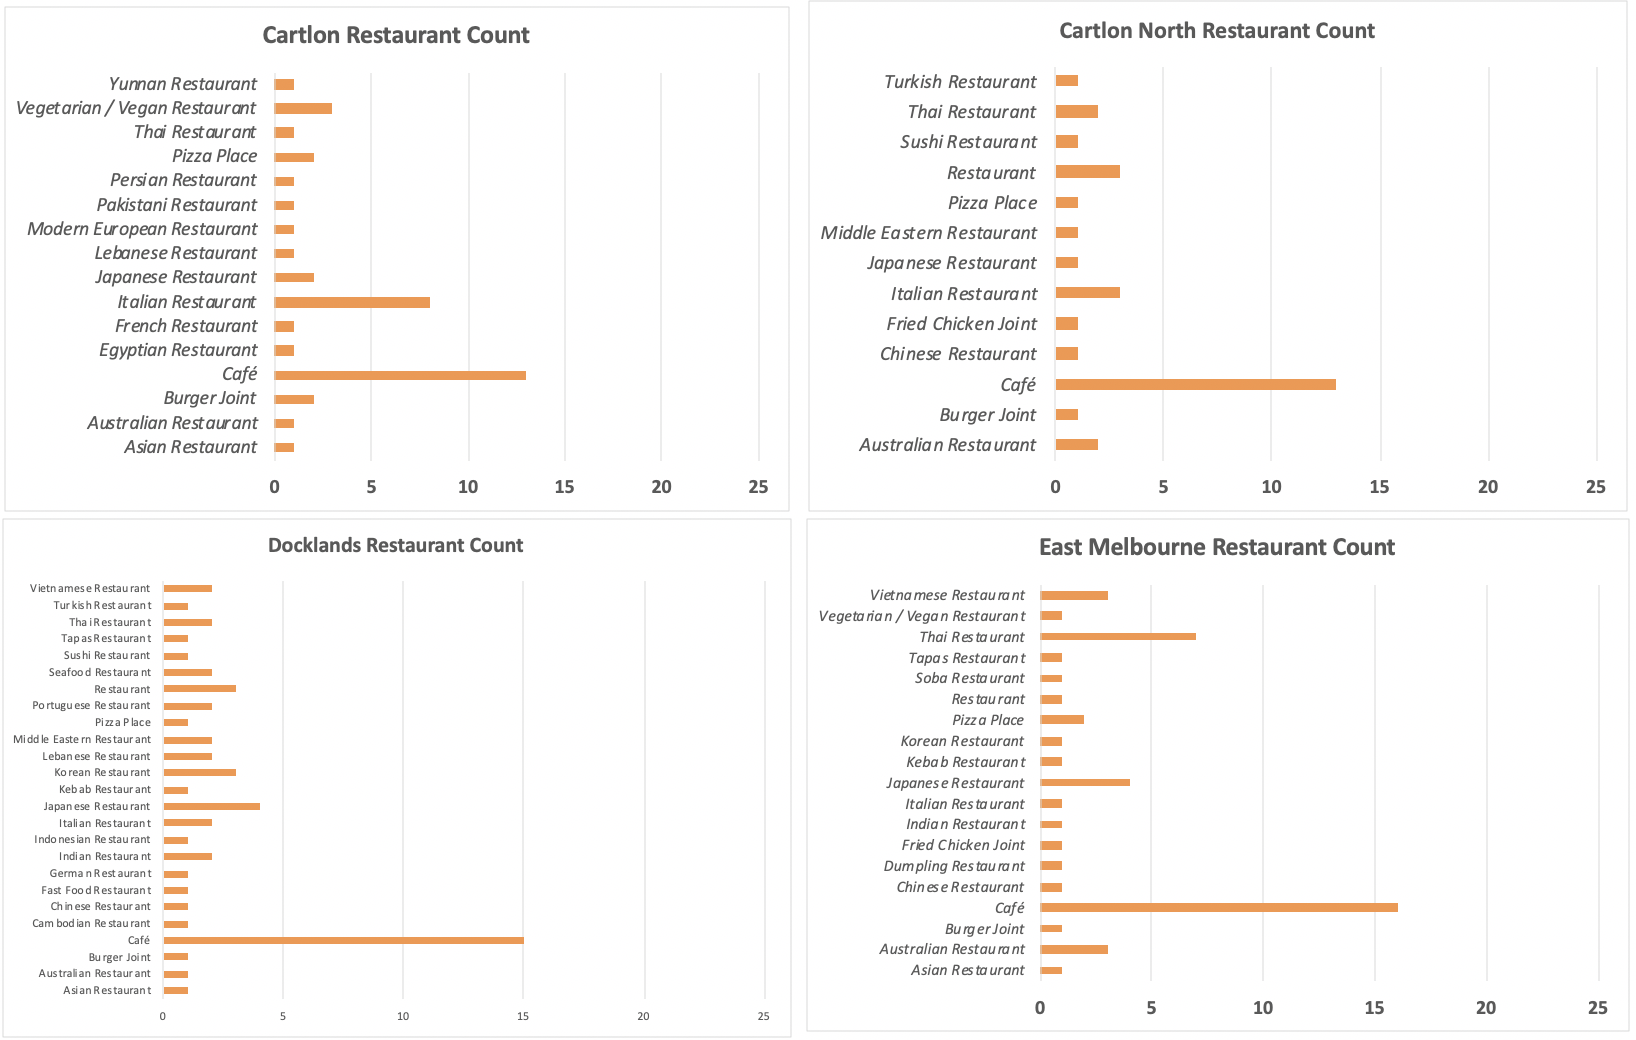 Cartlon Restaurant Count
Yunnan Restaurant
Vegetarian / Vegan Restaurant
Thai Restaurant
Pizza Place
Persian Restaurant
Pakistani Restaurant
Modern European Restaurant
Lebanese Restaurant
Japanese Restaurant
Italian Restaurant
French Restaurant
Egyptian Restaurant
Café
Burger Joint
Australian Restaurant
Asian Restaurant
0 5 10 15 20 25
Cartlon North Restaurant Count
Turkish Restaurant
Thai Restaurant
Sushi Restaurant
Restaurant
Pizza Place
Middle Eastern Restaurant
Japanese Restaurant
Italian Restaurant
Fried Chicken Joint
Chinese Restaurant
Café
Burger Joint
Australian Restaurant
0 5 10 15 20 25
Docklands Restaurant Count
Vietnamese Restaurant
Turkish Restaurant
Thai Restaurant
Tapas Restaurant
Sushi Restaurant
Seafood Restaurant
Restaurant
Portuguese Restaurant
Pizza Place
Middle Eastern Restaurant
Lebanese Restaurant
Korean Restaurant
Kebab Restaurant
Japanese Restaurant
Italian Restaurant
Indonesian Restaurant
Indian Restaurant
German Restaurant
Fast Food Restaurant
Chinese Restaurant
Cambodian Restaurant
Café
Burger Joint
Australian Restaurant
Asian Restaurant
0 5 10 15 20 25
East Melbourne Restaurant Count
Vietnamese Restaurant
Vegetarian / Vegan Restaurant
Thai Restaurant
Tapas Restaurant
Soba Restaurant
Restaurant
Pizza Place
Korean Restaurant
Kebab Restaurant
Japanese Restaurant
Italian Restaurant
Indian Restaurant
Fried Chicken Joint
Dumpling Restaurant
Chinese Restaurant
Café
Burger Joint
Australian Restaurant
Asian Restaurant
0 5 10 15 20 25